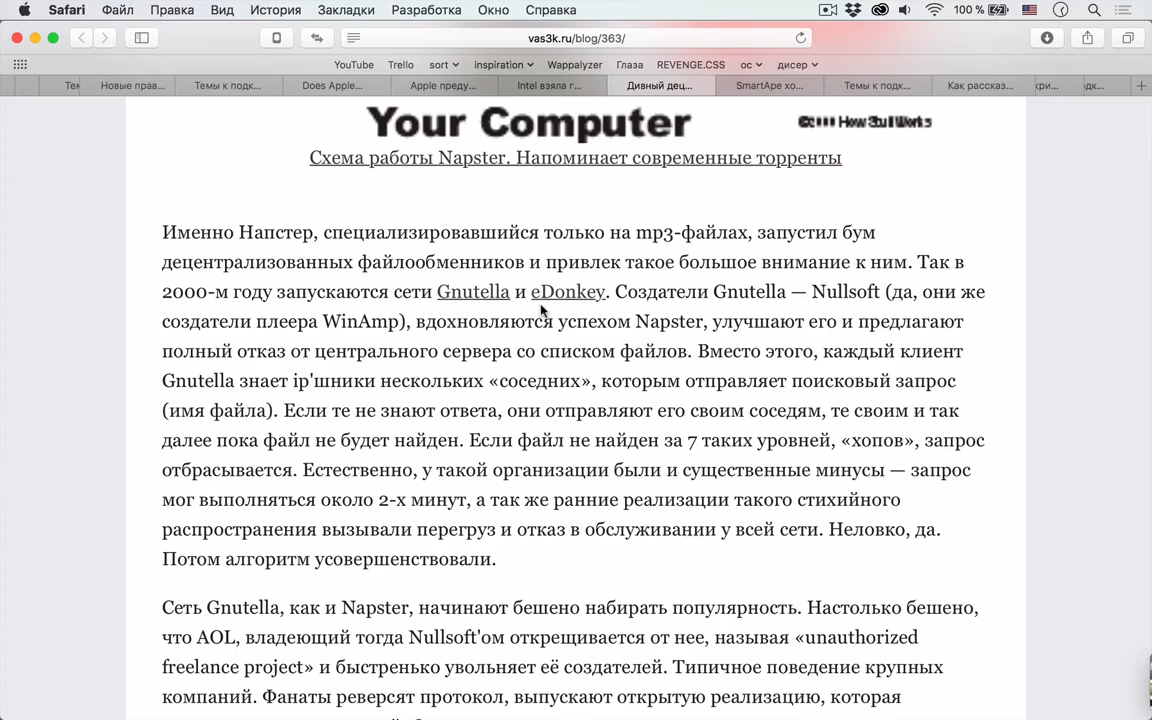 Safari Файл Правка Вид История Закладки Разработка Окно Справка 100 %
vas3k.ru/blog/363/
YouTube Trello sort inspiration Wappalyzer Глаза REVENGE.CSS ос дисер
Тем Новые прав... Темы к подк... Does Apple... Apple преду... Intel взяла г... Дивный дец... SmartApe хо... Темы к подк... Как рассказ... кри... одк...
Your Computer
How Stuff Works
Схема работы Napster. Напоминает современные торренты
Именно Напстер, специализировавшийся только на mp3-файлах, запустил бум
децентрализованных файлообменников и привлек такое большое внимание к ним. Так в
2000-м году запускаются сети Gnutella и eDonkey. Создатели Gnutella — Nullsoft (да, они же
создатели плеера WinAmp), вдохновляются успехом Napster, улучшают его и предлагают
полный отказ от центрального сервера со списком файлов. Вместо этого, каждый клиент
Gnutella знает ip'шники нескольких «соседних», которым отправляет поисковый запрос
(имя файла). Если те не знают ответа, они отправляют его своим соседям, те своим и так
далее пока файл не будет найден. Если файл не найден за 7 таких уровней, «хопов», запрос
отбрасывается. Естественно, у такой организации были и существенные минусы — запрос
мог выполняться около 2-х минут, а так же ранние реализации такого стихийного
распространения вызывали перегруз и отказ в обслуживании у всей сети. Неловко, да.
Потом алгоритм усовершенствовали.
Сеть Gnutella, как и Napster, начинают бешено набирать популярность. Настолько бешено,
что AOL, владеющий тогда Nullsoft'ом открещивается от нее, называя «unauthorized
freelance project» и быстренько увольняет её создателей. Типичное поведение крупных
компаний. Фанаты реверсят протокол, выпускают открытую реализацию, которая